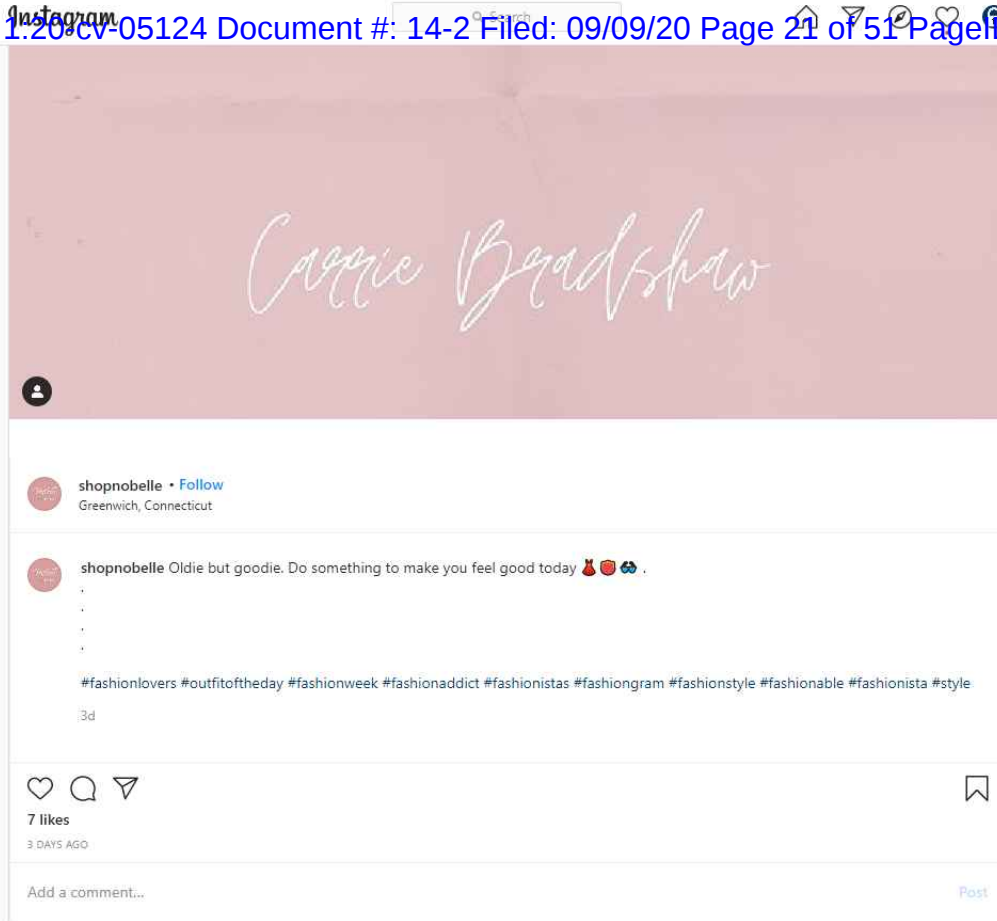 Instagram
Search
1:20-cv-05124 Document #: 14-2 Filed: 09/09/20 Page 21 of 51
Carrie Bradshaw
shopnobelle • Follow
Greenwich, Connecticut
shopnobelle Oldie but goodie. Do something to make you feel good today 👗👛👓 .
.
.
.
.
#fashionlovers #outfitoftheday #fashionweek #fashionaddict #fashionistas #fashiongram #fashionstyle #fashionable #fashionista #style
3d
7 likes
3 DAYS AGO
Add a comment...
Post